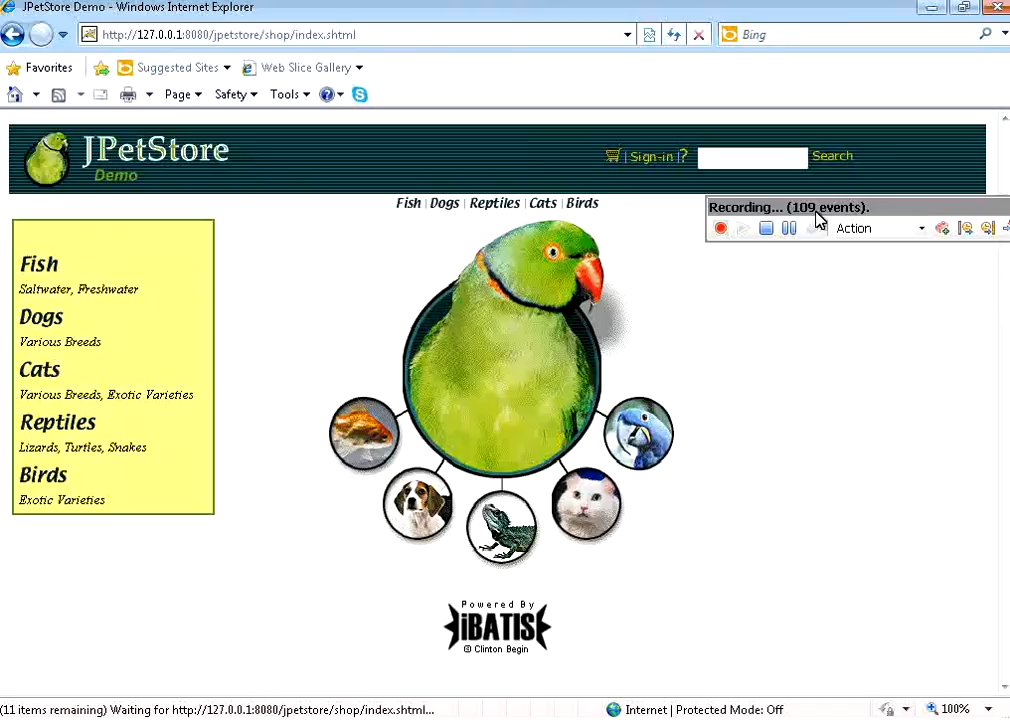 JPetStore Demo - Windows Internet Explorer
http://127.0.0.1:8080/jpetstore/shop/index.shtml
Bing
Favorites
Suggested Sites
Web Slice Gallery
Page
Safety
Tools
JPetStore
Demo
| Sign-in | ?
Search
Fish | Dogs | Reptiles | Cats | Birds
Recording... (109 events).
Action
Fish
Saltwater, Freshwater
Dogs
Various Breeds
Cats
Various Breeds, Exotic Varieties
Reptiles
Lizards, Turtles, Snakes
Birds
Exotic Varieties
Powered By
iBATIS
© Clinton Begin
(11 items remaining) Waiting for http://127.0.0.1:8080/jpetstore/shop/index.shtml...
Internet | Protected Mode: Off
100%